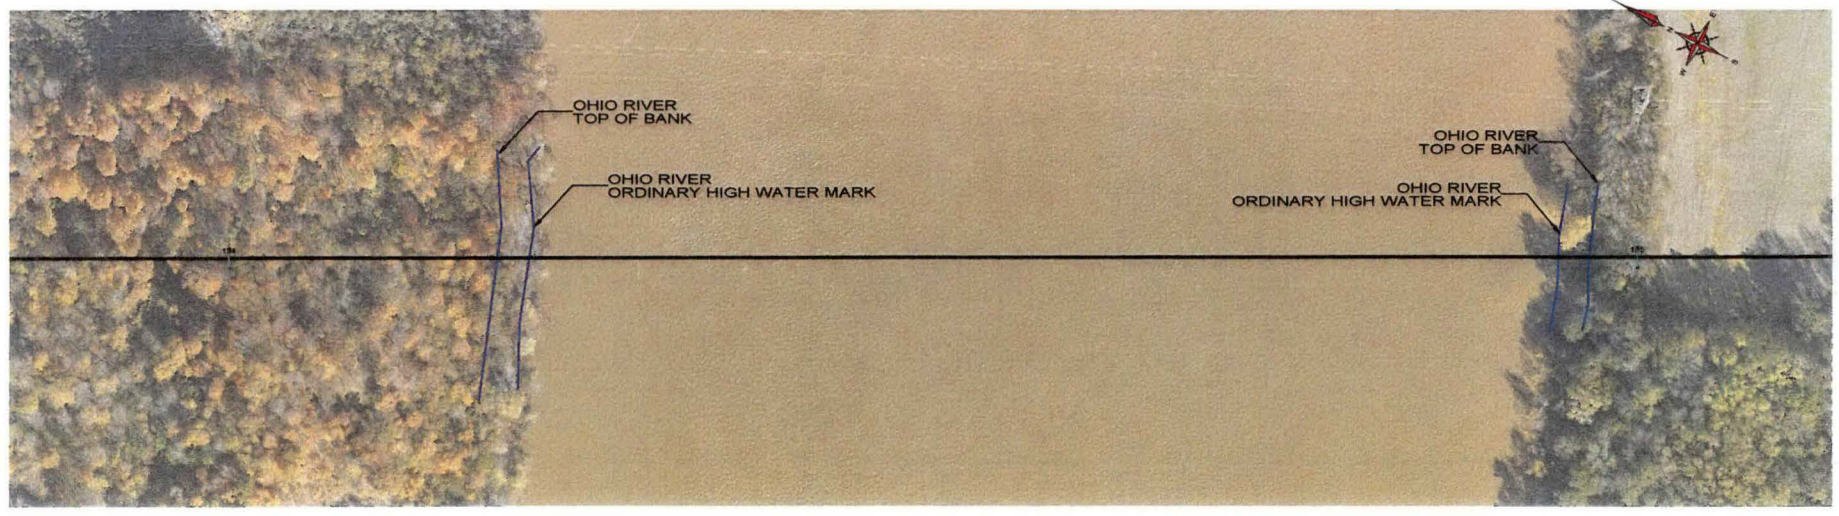 OHIO RIVER
TOP OF BANK
OHIO RIVER
ORDINARY HIGH WATER MARK
OHIO RIVER
TOP OF BANK
OHIO RIVER
ORDINARY HIGH WATER MARK
E
S
W